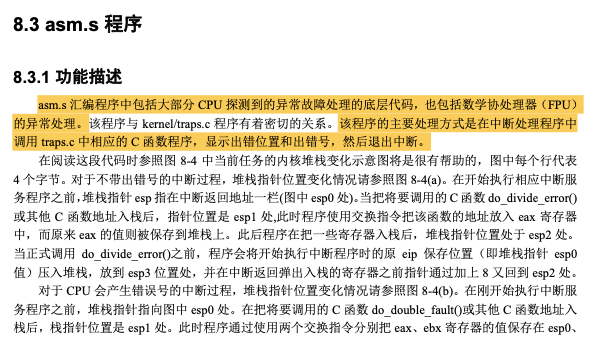 8.3 asm.s 程序
8.3.1 功能描述
asm.s 汇编程序中包括大部分 CPU 探测到的异常故障处理的底层代码，也包括数学协处理器（FPU）
的异常处理。该程序与 kernel/traps.c 程序有着密切的关系。该程序的主要处理方式是在中断处理程序中
调用 traps.c 中相应的 C 函数程序，显示出错位置和出错号，然后退出中断。
在阅读这段代码时参照图 8-4 中当前任务的内核堆栈变化示意图将是很有帮助的，图中每个行代表
4 个字节。对于不带出错号的中断过程，堆栈指针位置变化情况请参照图 8-4(a)。在开始执行相应中断服
务程序之前，堆栈指针 esp 指在中断返回地址一栏(图中 esp0 处)。当把将要调用的 C 函数 do_divide_error()
或其他 C 函数地址入栈后，指针位置是 esp1 处,此时程序使用交换指令把该函数的地址放入 eax 寄存器
中，而原来 eax 的值则被保存到堆栈上。此后程序在把一些寄存器入栈后，堆栈指针位置处于 esp2 处。
当正式调用 do_divide_error()之前，程序会将开始执行中断程序时的原 eip 保存位置（即堆栈指针 esp0
值）压入堆栈，放到 esp3 位置处，并在中断返回弹出入栈的寄存器之前指针通过加上 8 又回到 esp2 处。
对于 CPU 会产生错误号的中断过程，堆栈指针位置变化情况请参照图 8-4(b)。在刚开始执行中断服
务程序之前，堆栈指针指向图中 esp0 处。在把将要调用的 C 函数 do_double_fault()或其他 C 函数地址入
栈后，栈指针位置是 esp1 处。此时程序通过使用两个交换指令分别把 eax、ebx 寄存器的值保存在 esp0、